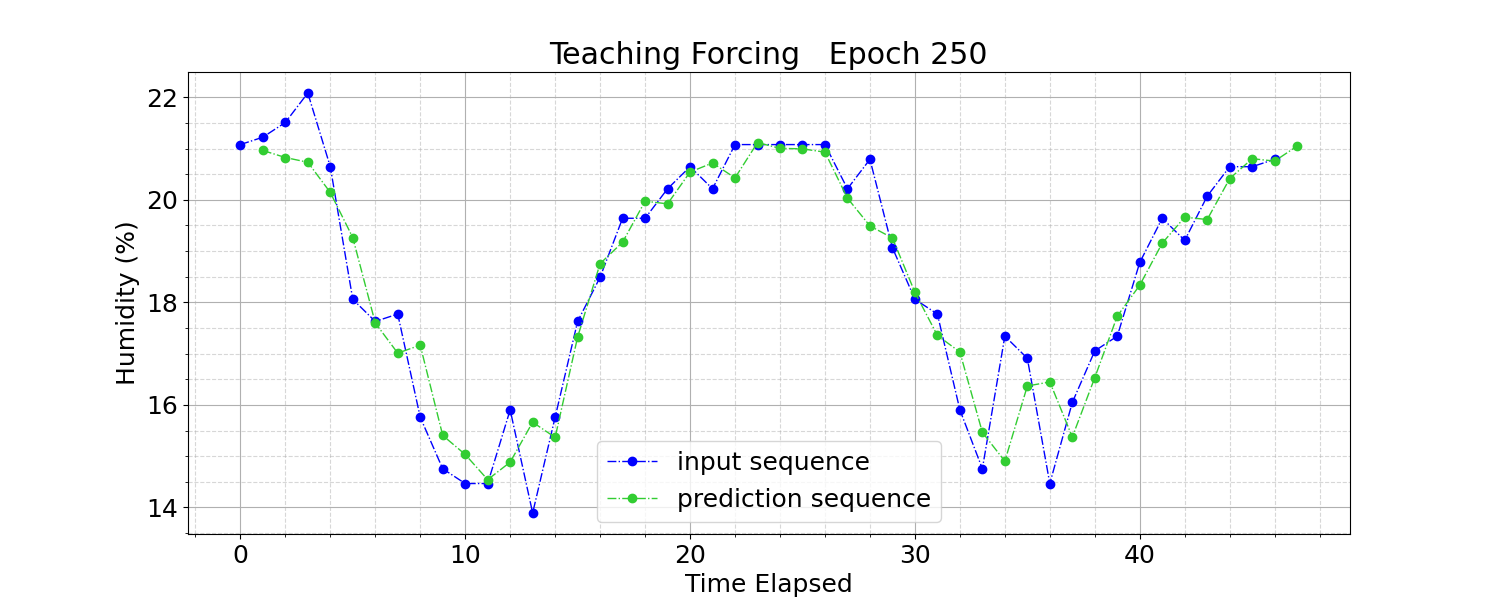 Teaching Forcing   Epoch 250
Humidity (%)
22
20
18
16
14
input sequence
prediction sequence
0 10 20 30 40
Time Elapsed